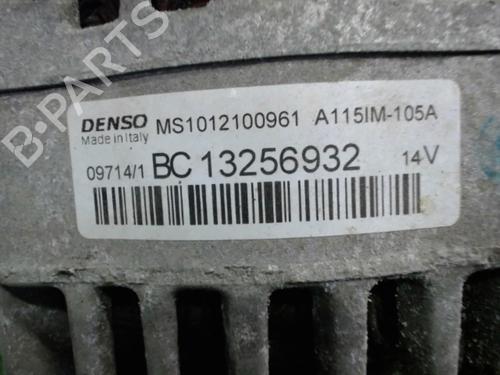 B-PARTS
DENSO MS1012100961 A115IM-105A
Made in Italy
09714/1 BC 13256932 14V